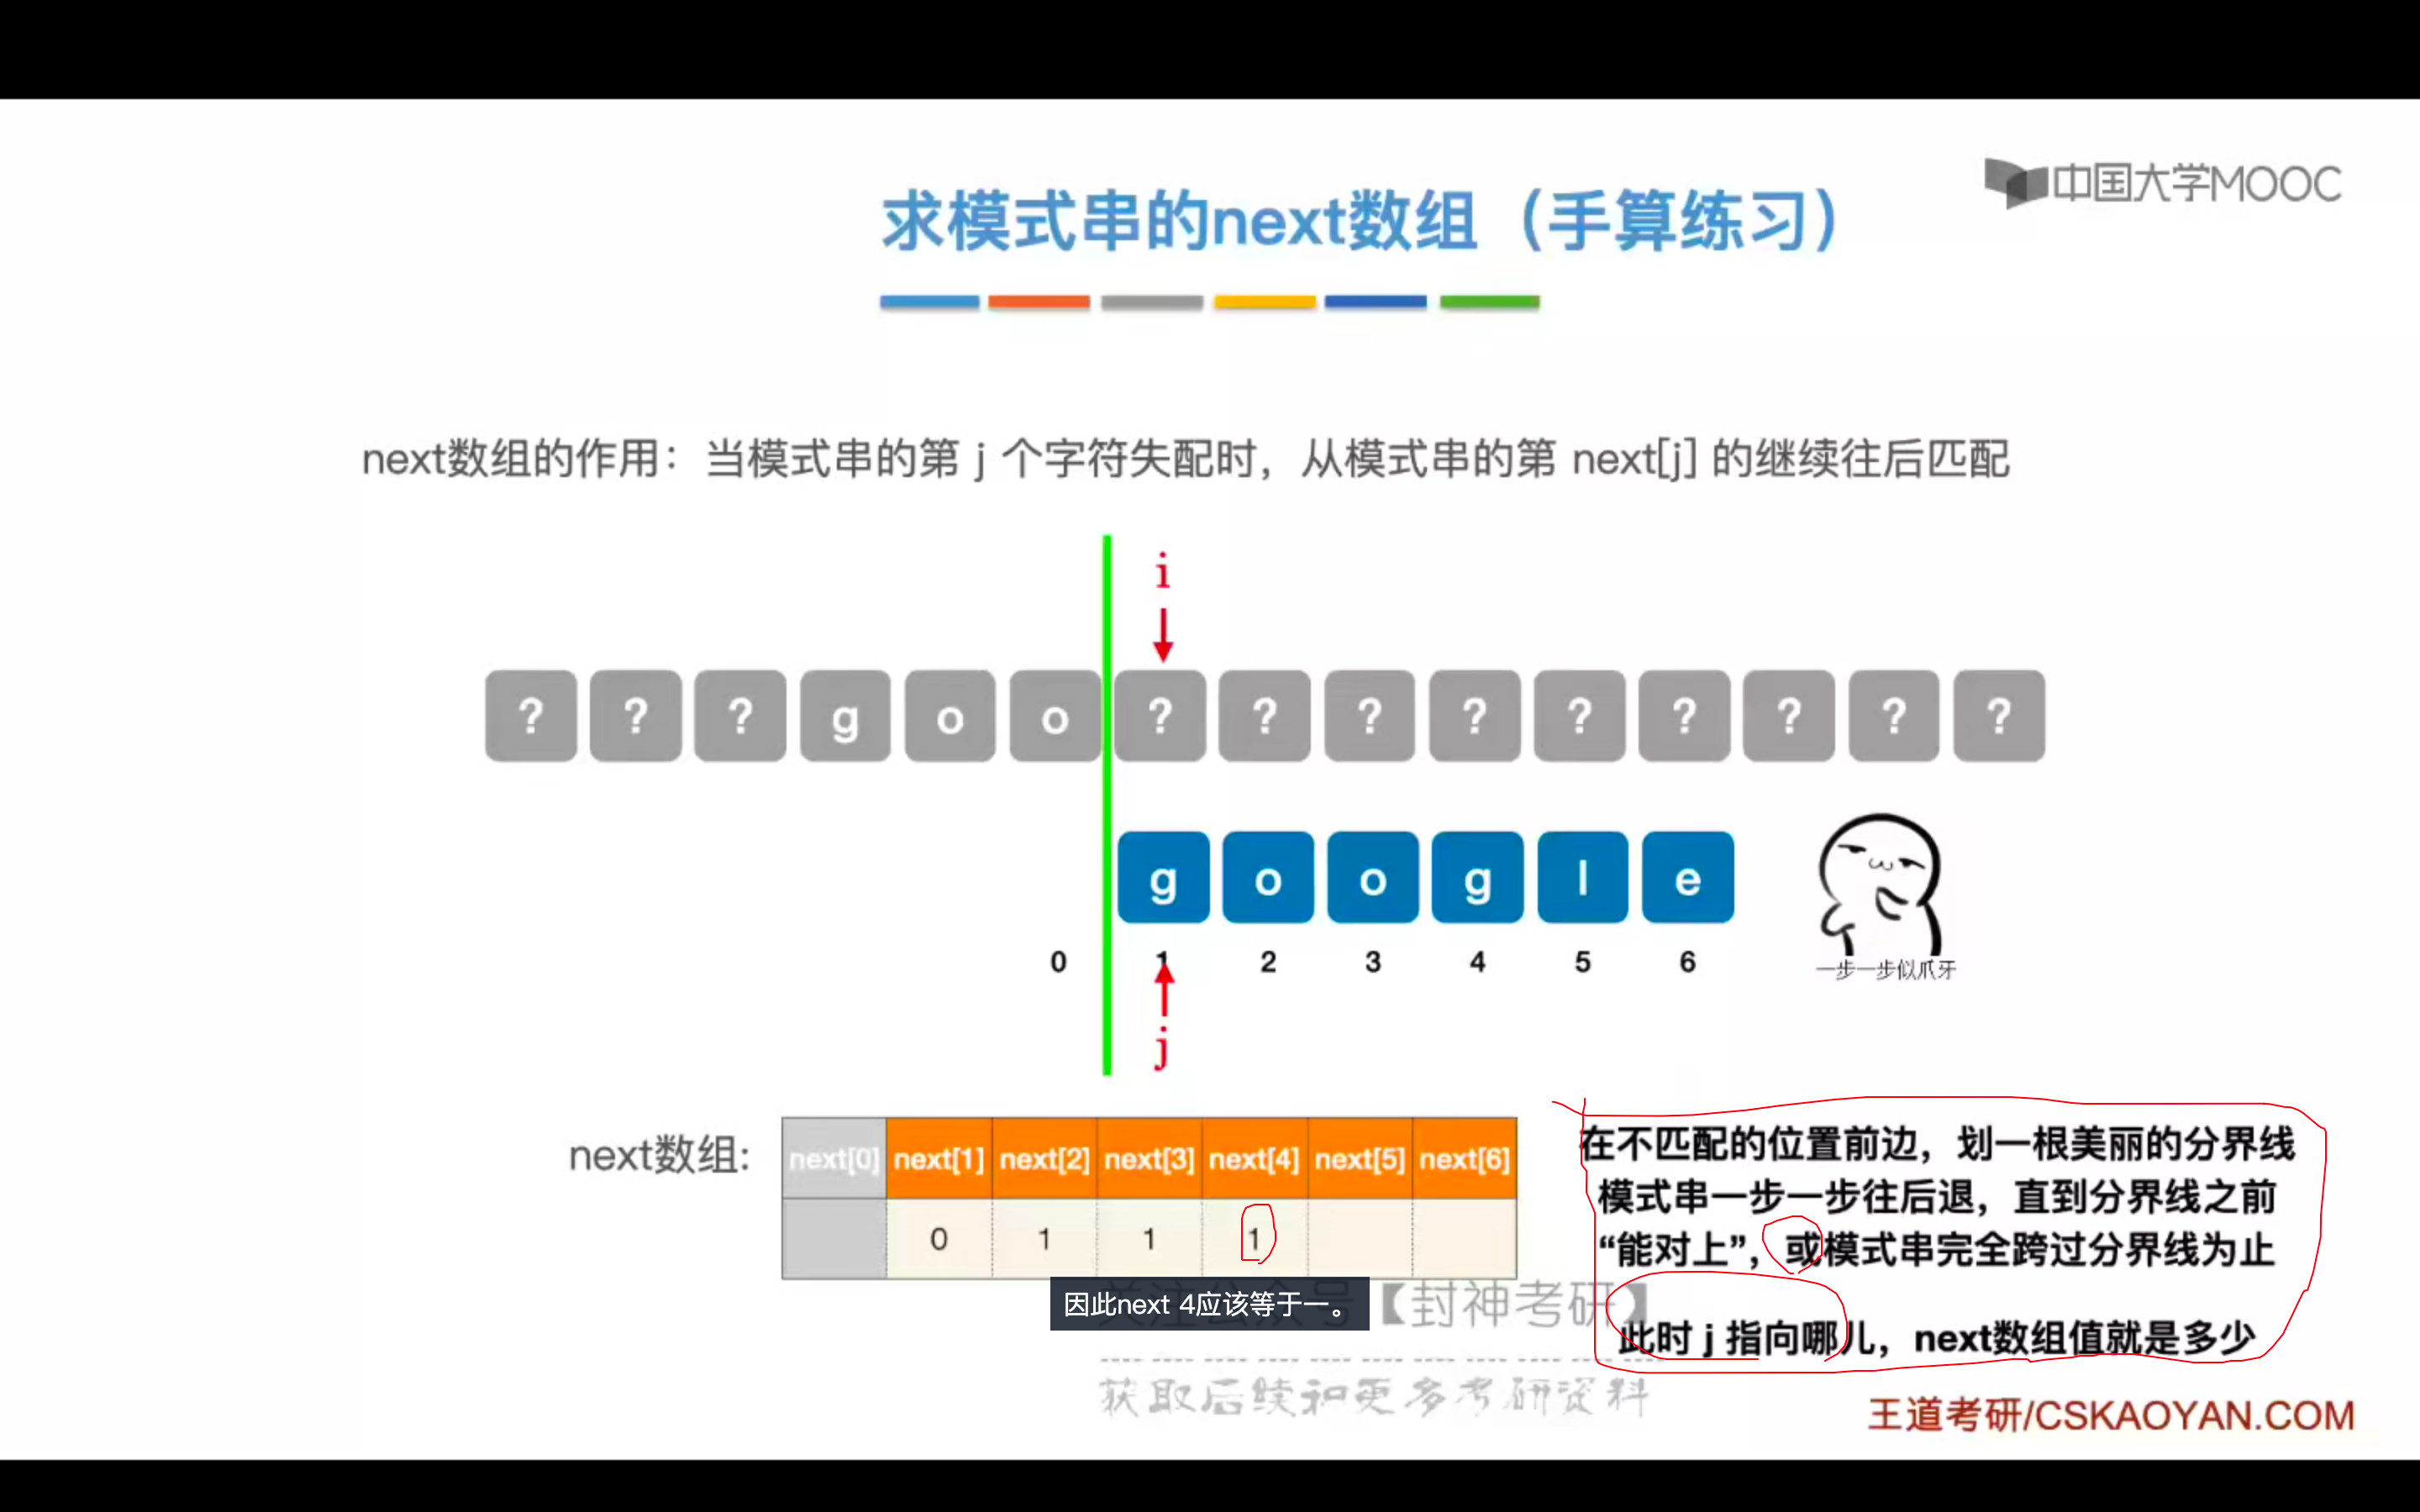 中国大学MOOC
求模式串的next数组（手算练习）
next数组的作用：当模式串的第 j 个字符失配时，从模式串的第 next[j] 的继续往后匹配
i
? ? ? g o o ? ? ? ? ? ? ? ? ?
g o o g l e
0 1 2 3 4 5 6
一步一步似爪牙
j
next数组:
next[0] next[1] next[2] next[3] next[4] next[5] next[6]
0 1 1 1
在不匹配的位置前边，划一根美丽的分界线
模式串一步一步往后退，直到分界线之前
“能对上”，或模式串完全跨过分界线为止
此时 j 指向哪儿，next数组值就是多少
关注公众号【封神考研】
因此next 4应该等于一。
获取后续和更多考研资料
王道考研/CSKAOYAN.COM